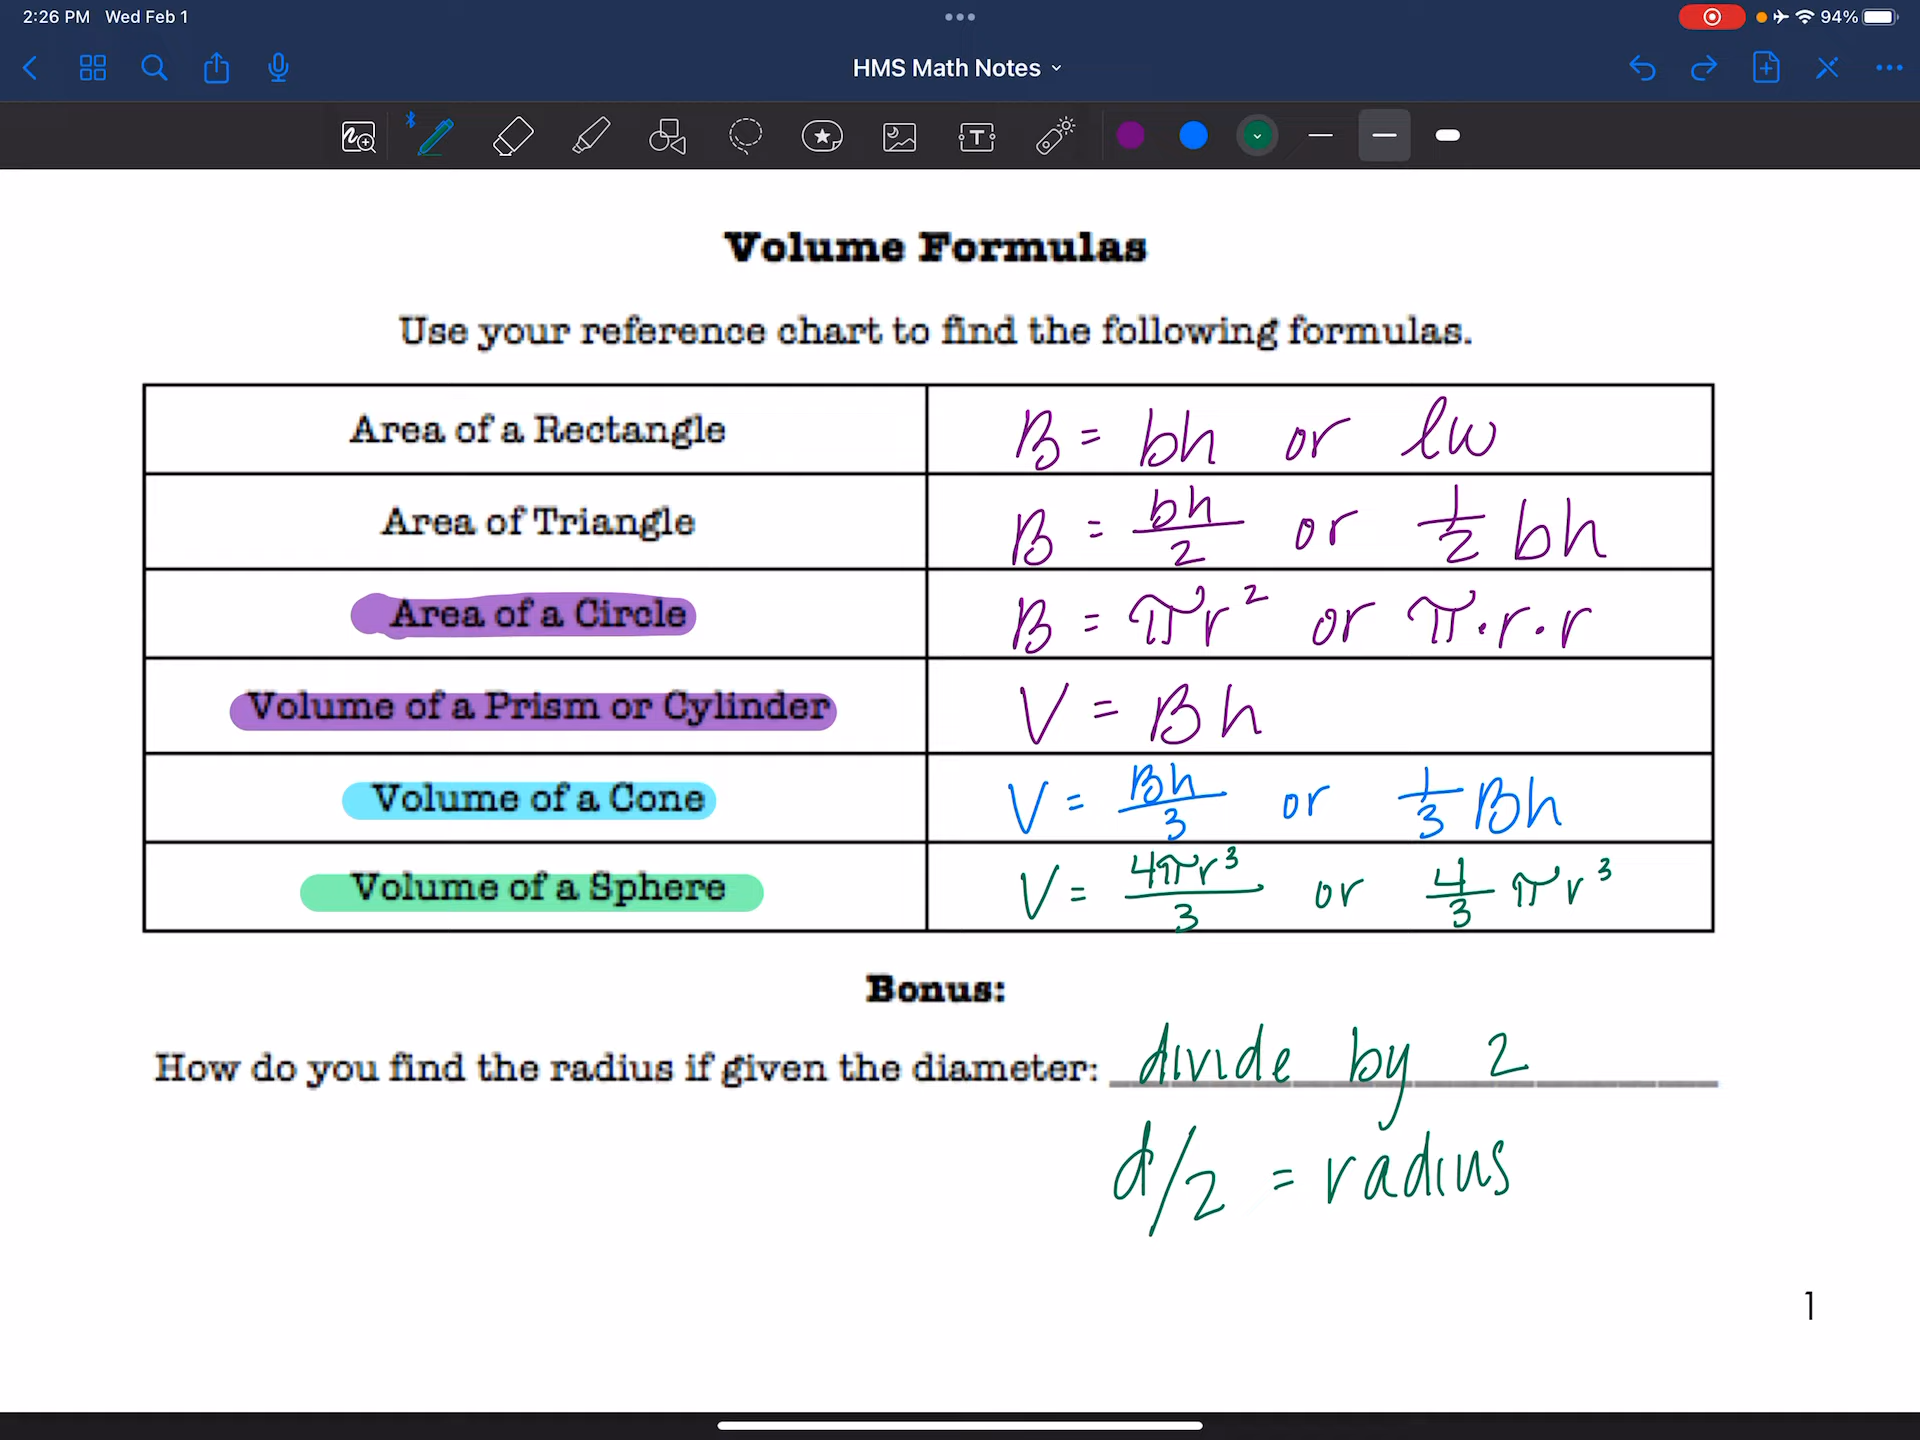 2:26 PM Wed Feb 1
94%
HMS Math Notes
T
Volume Formulas
Use your reference chart to find the following formulas.
Area of a Rectangle B = bh or lw
Area of Triangle B = bh/2 or 1/2 bh
Area of a Circle B = πr² or π·r·r
Volume of a Prism or Cylinder V = Bh
Volume of a Cone V = Bh/3 or 1/3 Bh
Volume of a Sphere V = 4πr³/3 or 4/3 πr³
Bonus:
How do you find the radius if given the diameter: divide by 2
d/2 = radius
1